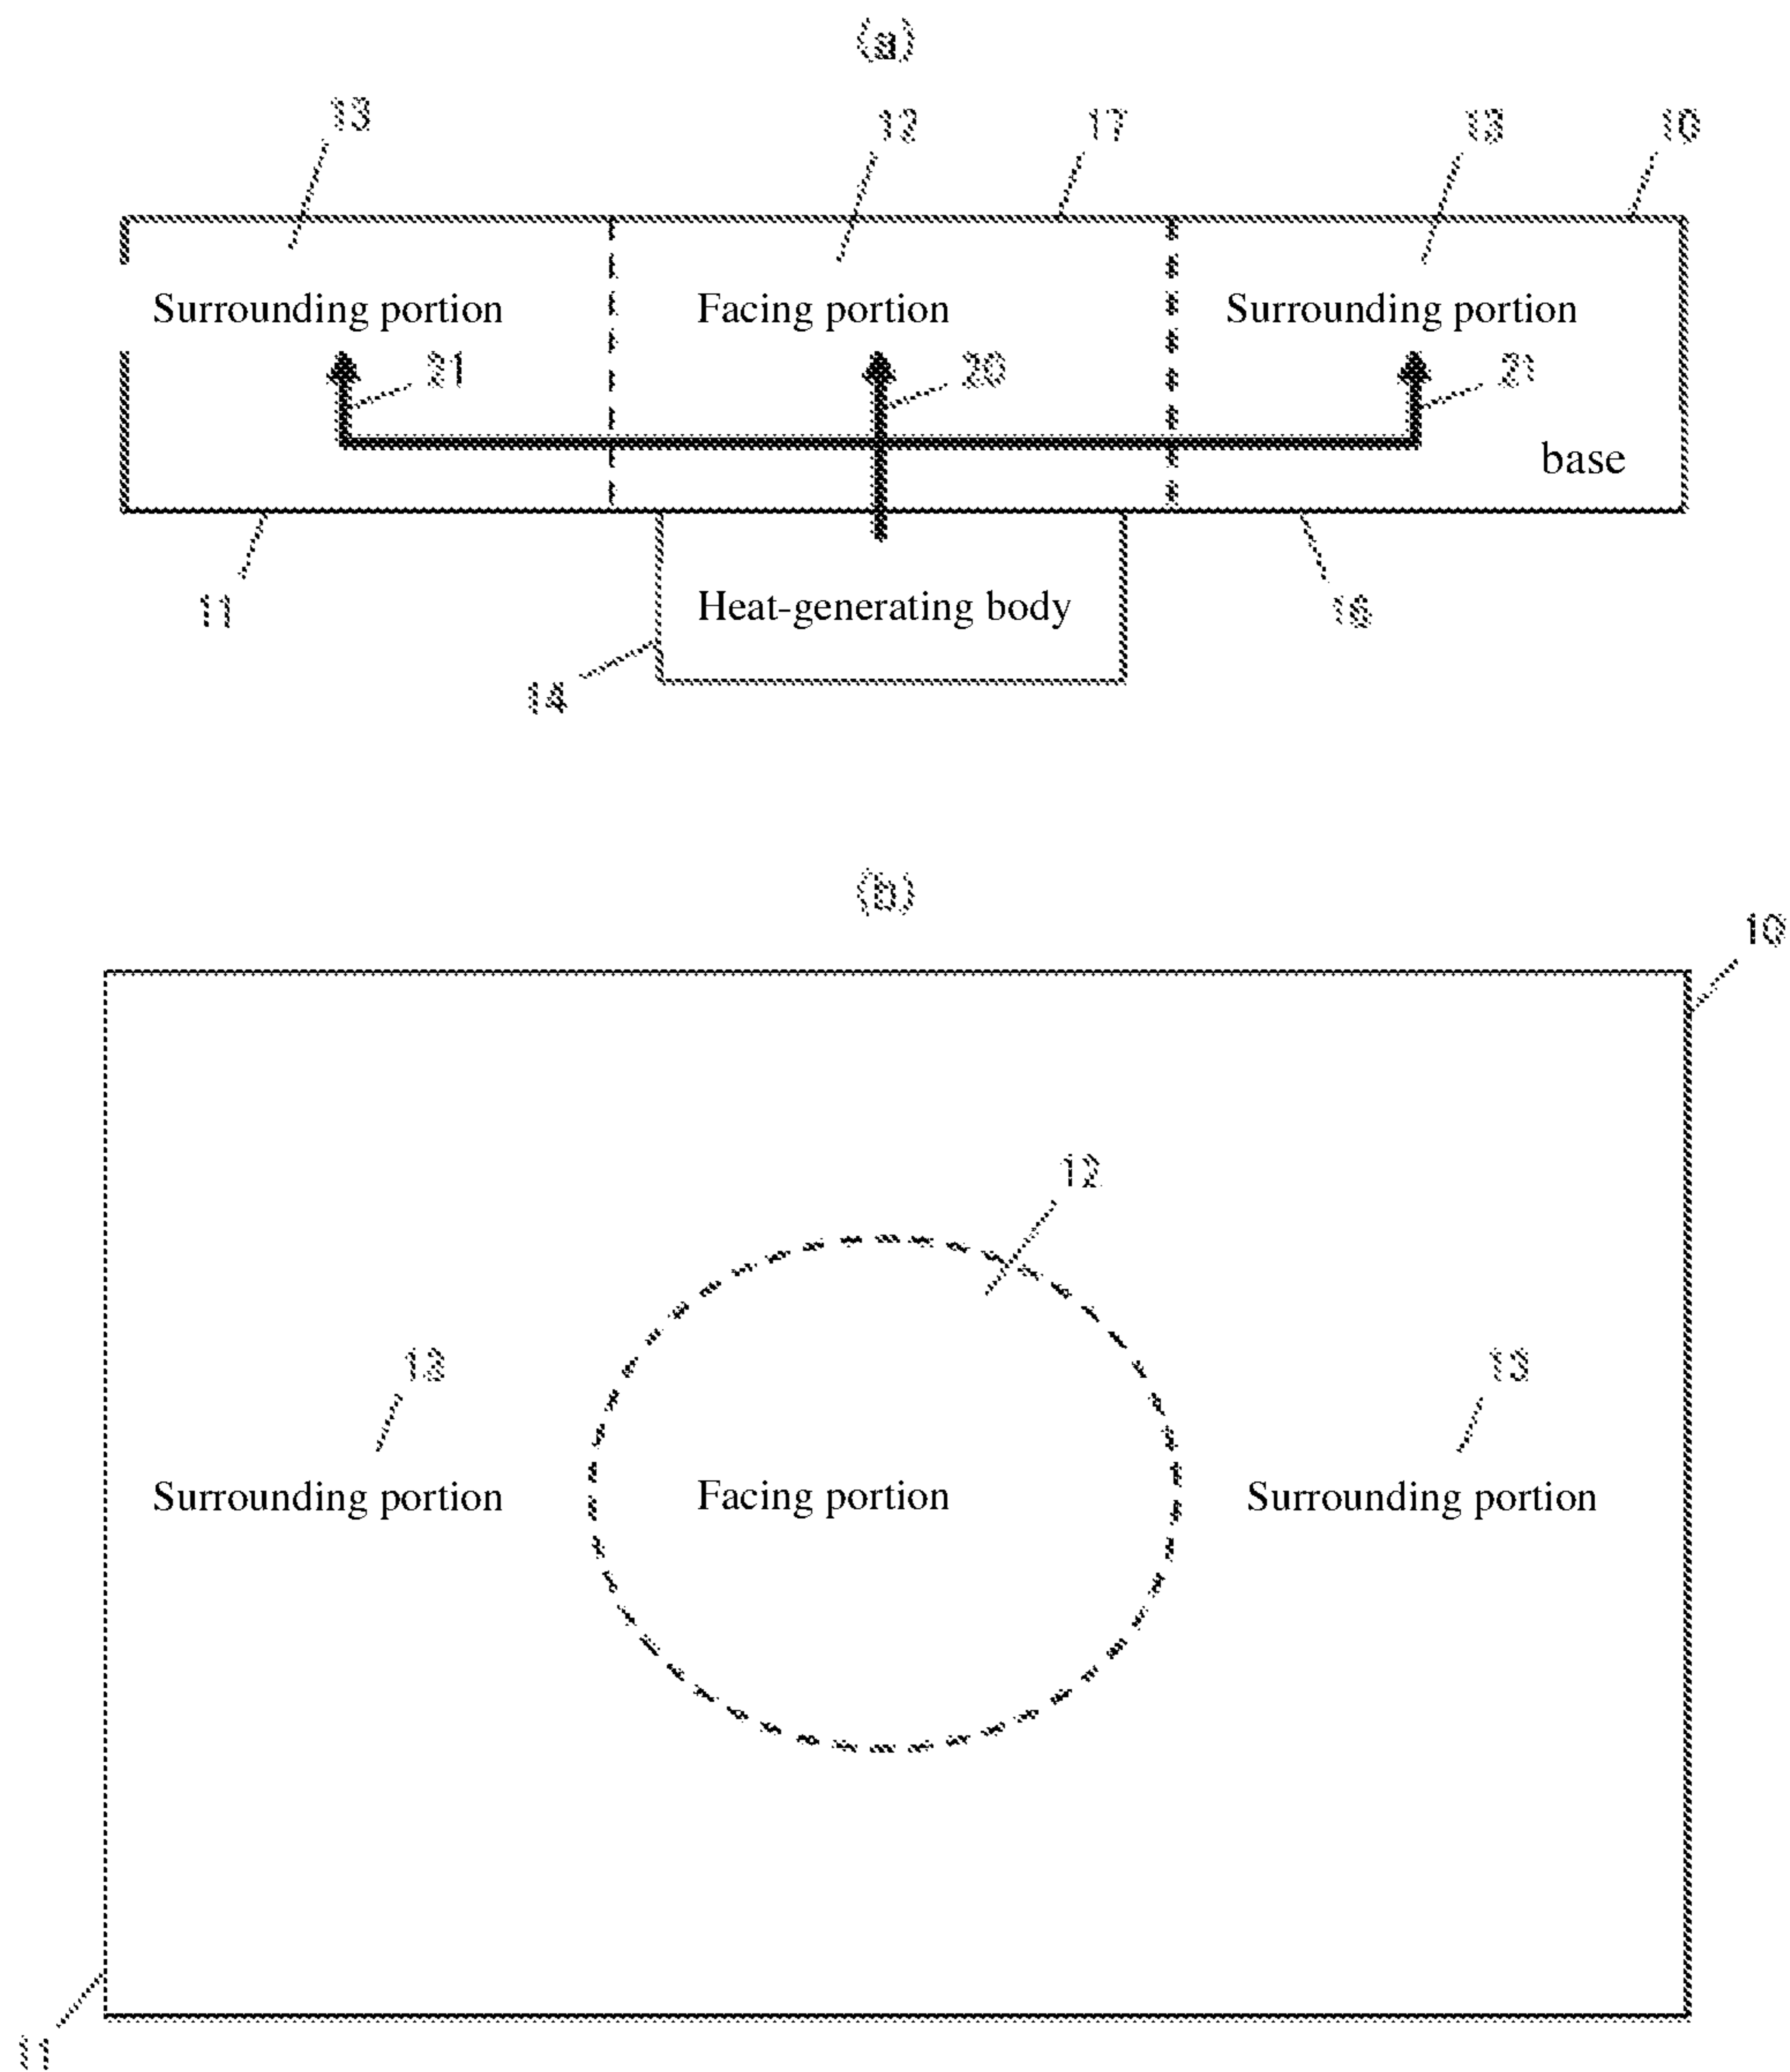 (a)
13 12 17 13 10
Surrounding portion Facing portion Surrounding portion
21 20 21
base
11 Heat-generating body 16
14
(b)
10
12
13 13
Surrounding portion Facing portion Surrounding portion
11